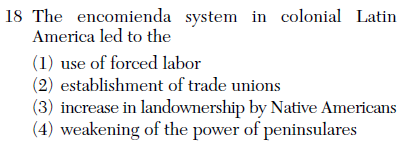 18 The encomienda system in colonial Latin
America led to the
(1) use of forced labor
(2) establishment of trade unions
(3) increase in landownership by Native Americans
(4) weakening of the power of peninsulares